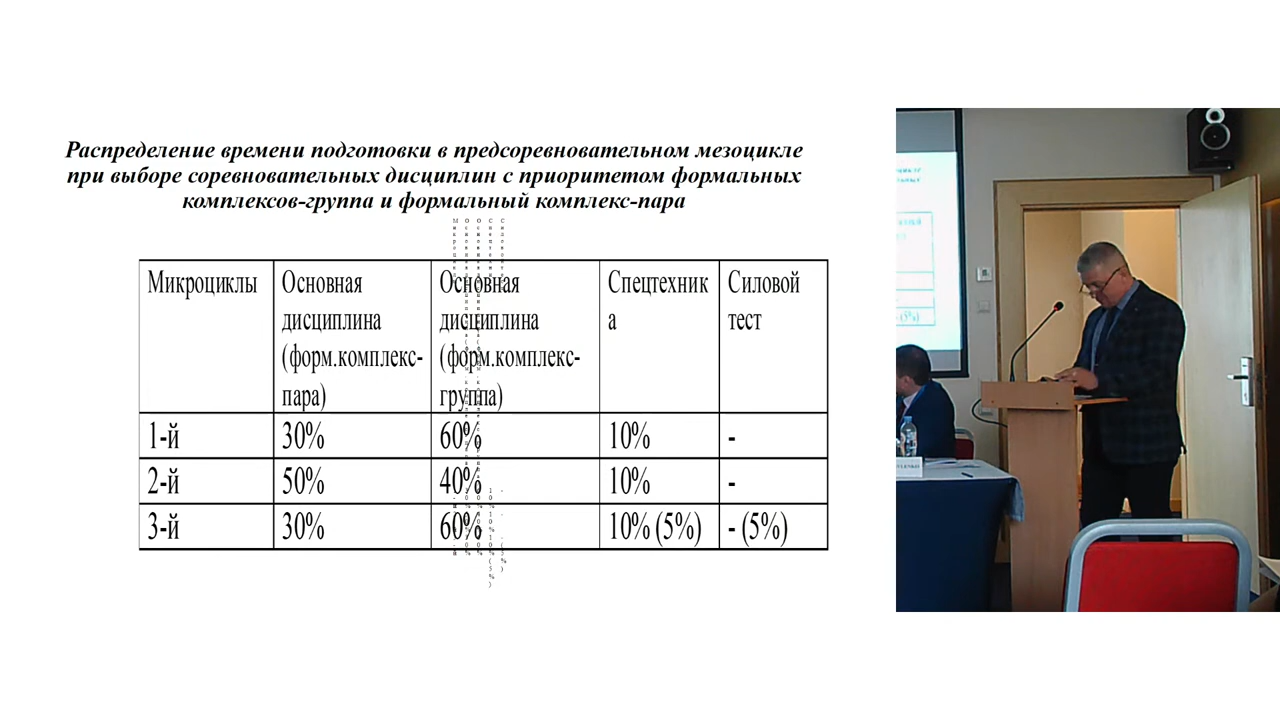 Распределение времени подготовки в предсоревновательном мезоцикле
при выборе соревновательных дисциплин с приоритетом формальных
комплексов-группа и формальный комплекс-пара
Микроциклы Основная Основная Спецтехник Силовой
дисциплина дисциплина а тест
(форм.комплекс- (форм.комплекс-
пара) группа)
1-й 30% 60% 10% -
2-й 50% 40% 10% -
3-й 30% 60% 10% (5%) - (5%)